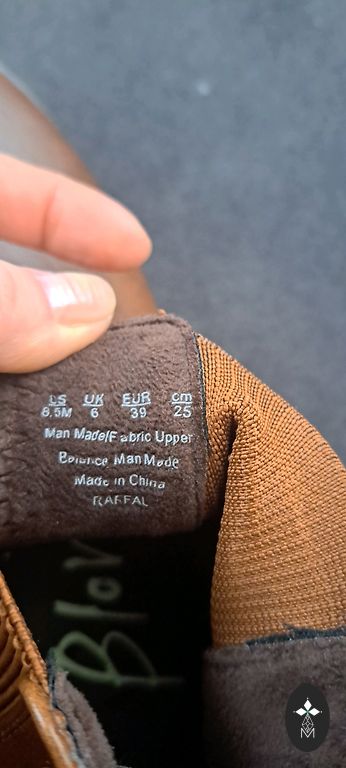 US UK EUR cm
8.5M 6 39 25
Man Made/Fabric Upper
Balance Man Made
Made in China
RAFFAL
Blo
M